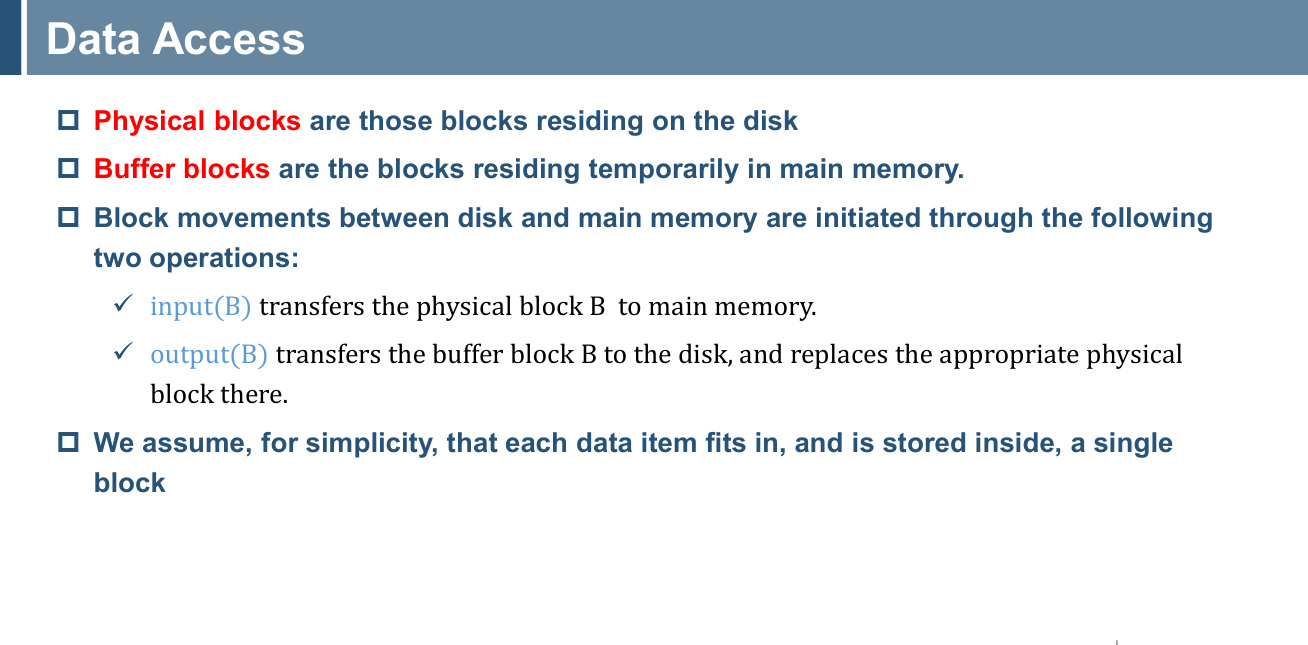 Data Access
Physical blocks are those blocks residing on the disk
Buffer blocks are the blocks residing temporarily in main memory.
Block movements between disk and main memory are initiated through the following
two operations:
input(B) transfers the physical block B  to main memory.
output(B) transfers the buffer block B to the disk, and replaces the appropriate physical
block there.
We assume, for simplicity, that each data item fits in, and is stored inside, a single
block